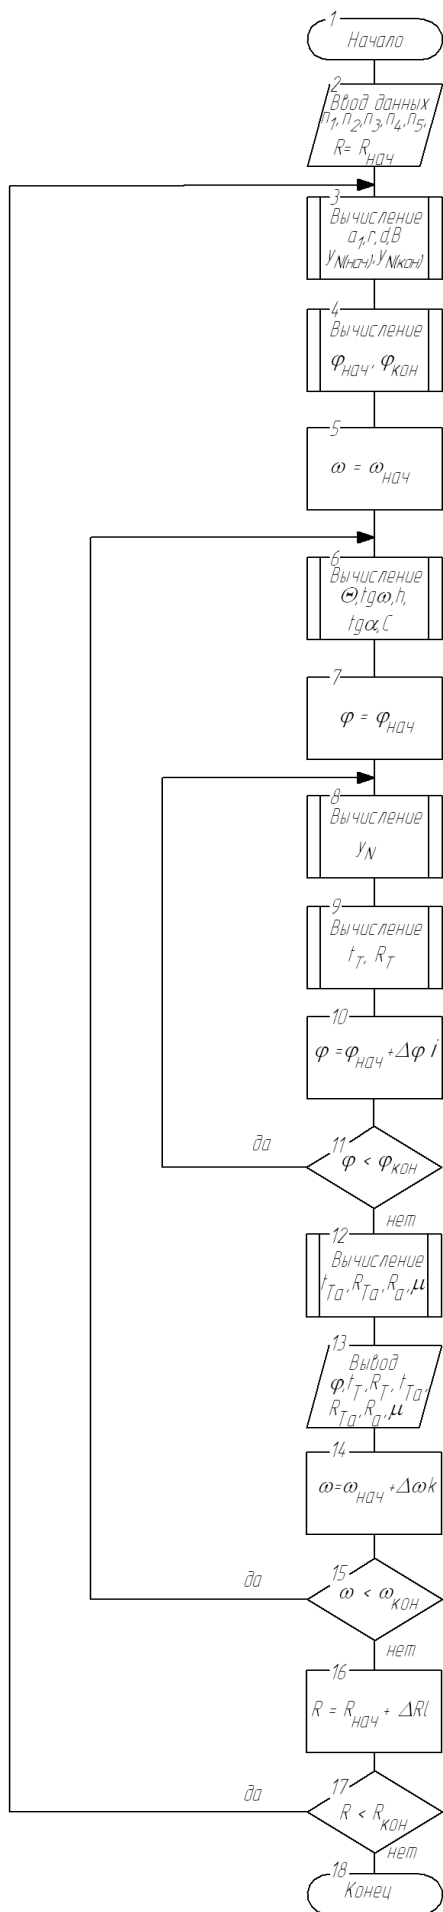 1
Начало
2
Ввод данных
n1, n2, n3, n4, n5,
R= Rнач
3
Вычисление
a1, r, d, B
yN(нач), yN(кон)
4
Вычисление
φнач, φкон
5
ω = ωнач
6
Вычисление
Θ, tgω, h,
tgα, C
7
φ = φнач
8
Вычисление
yN
9
Вычисление
tT, RT
10
φ =φнач +Δφ i
да
11
φ < φкон
нет
12
Вычисление
tTa, RTa, Ra, μ
13
Вывод
φ, tT, RT, tTa,
RTa, Ra, μ
14
ω=ωнач +Δωk
да
15
ω < ωкон
нет
16
R = Rнач + ΔRl
да
17
R < Rкон
нет
18
Конец